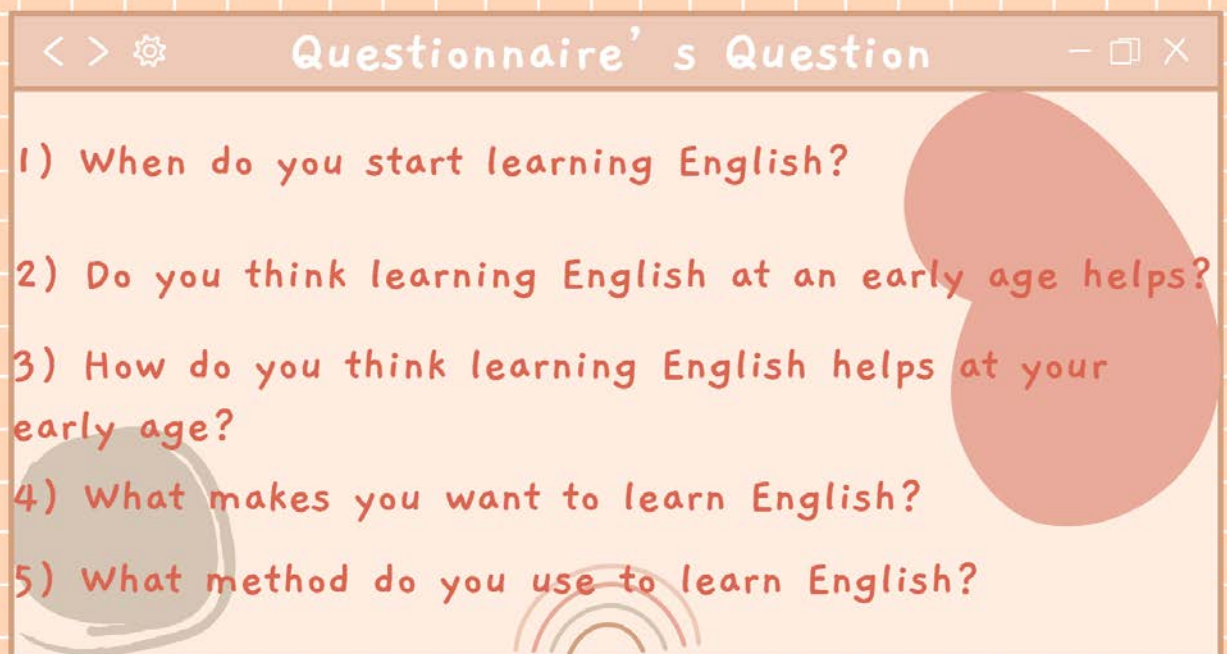 Questionnaire’ s Question
1) When do you start learning English?
2) Do you think learning English at an early age helps?
3) How do you think learning English helps at your
early age?
4) What makes you want to learn English?
5) What method do you use to learn English?